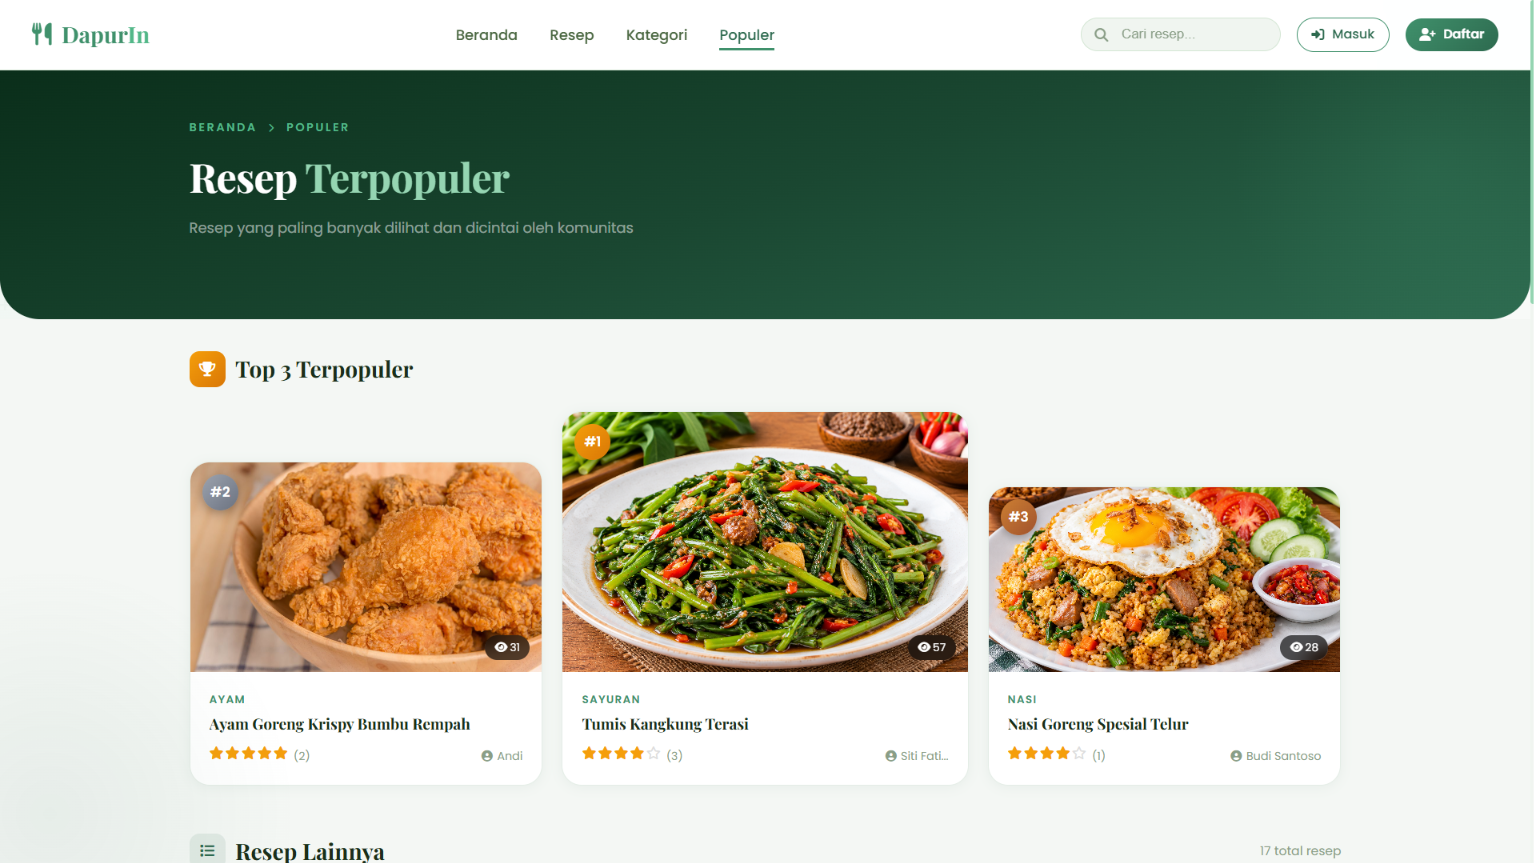 DapurIn
Beranda
Resep
Kategori
Populer
Cari resep...
Masuk
Daftar
BERANDA > POPULER
Resep Terpopuler
Resep yang paling banyak dilihat dan dicintai oleh komunitas
Top 3 Terpopuler
#2
31
AYAM
Ayam Goreng Krispy Bumbu Rempah
(2)
Andi
#1
57
SAYURAN
Tumis Kangkung Terasi
(3)
Siti Fati...
#3
28
NASI
Nasi Goreng Spesial Telur
(1)
Budi Santoso
Resep Lainnya
17 total resep